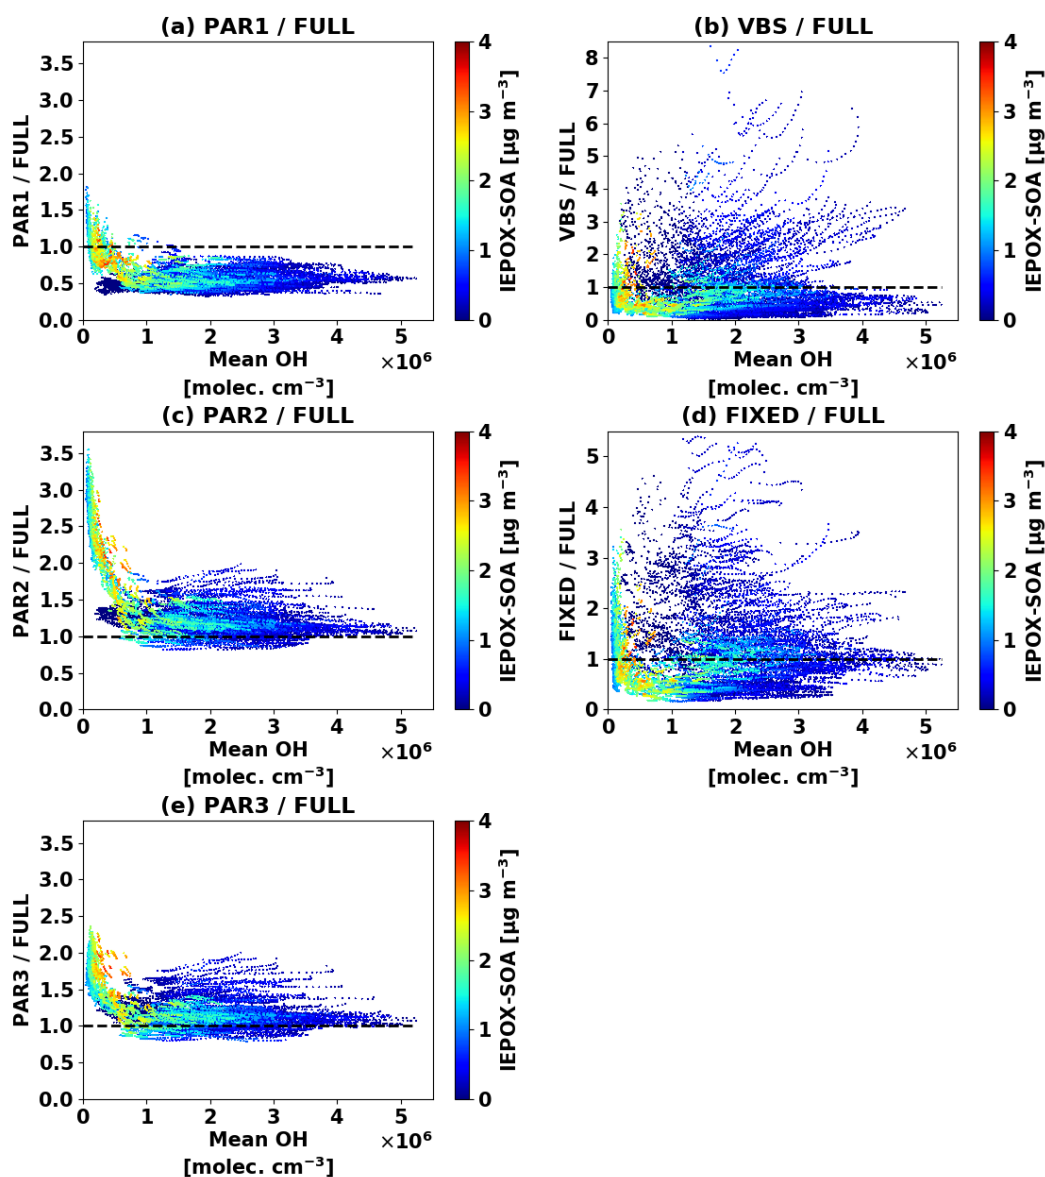 (a) PAR1 / FULL
PAR1 / FULL
3.5
3.0
2.5
2.0
1.5
1.0
0.5
0.0
0 1 2 3 4 5
×10⁶
Mean OH
[molec. cm⁻³]
4
3
2
1
0
IEPOX-SOA [µg m⁻³]
(b) VBS / FULL
VBS / FULL
8
7
6
5
4
3
2
1
0
0 1 2 3 4 5
×10⁶
Mean OH
[molec. cm⁻³]
4
3
2
1
0
IEPOX-SOA [µg m⁻³]
(c) PAR2 / FULL
PAR2 / FULL
3.5
3.0
2.5
2.0
1.5
1.0
0.5
0.0
0 1 2 3 4 5
×10⁶
Mean OH
[molec. cm⁻³]
4
3
2
1
0
IEPOX-SOA [µg m⁻³]
(d) FIXED / FULL
FIXED / FULL
5
4
3
2
1
0
0 1 2 3 4 5
×10⁶
Mean OH
[molec. cm⁻³]
4
3
2
1
0
IEPOX-SOA [µg m⁻³]
(e) PAR3 / FULL
PAR3 / FULL
3.5
3.0
2.5
2.0
1.5
1.0
0.5
0.0
0 1 2 3 4 5
×10⁶
Mean OH
[molec. cm⁻³]
4
3
2
1
0
IEPOX-SOA [µg m⁻³]